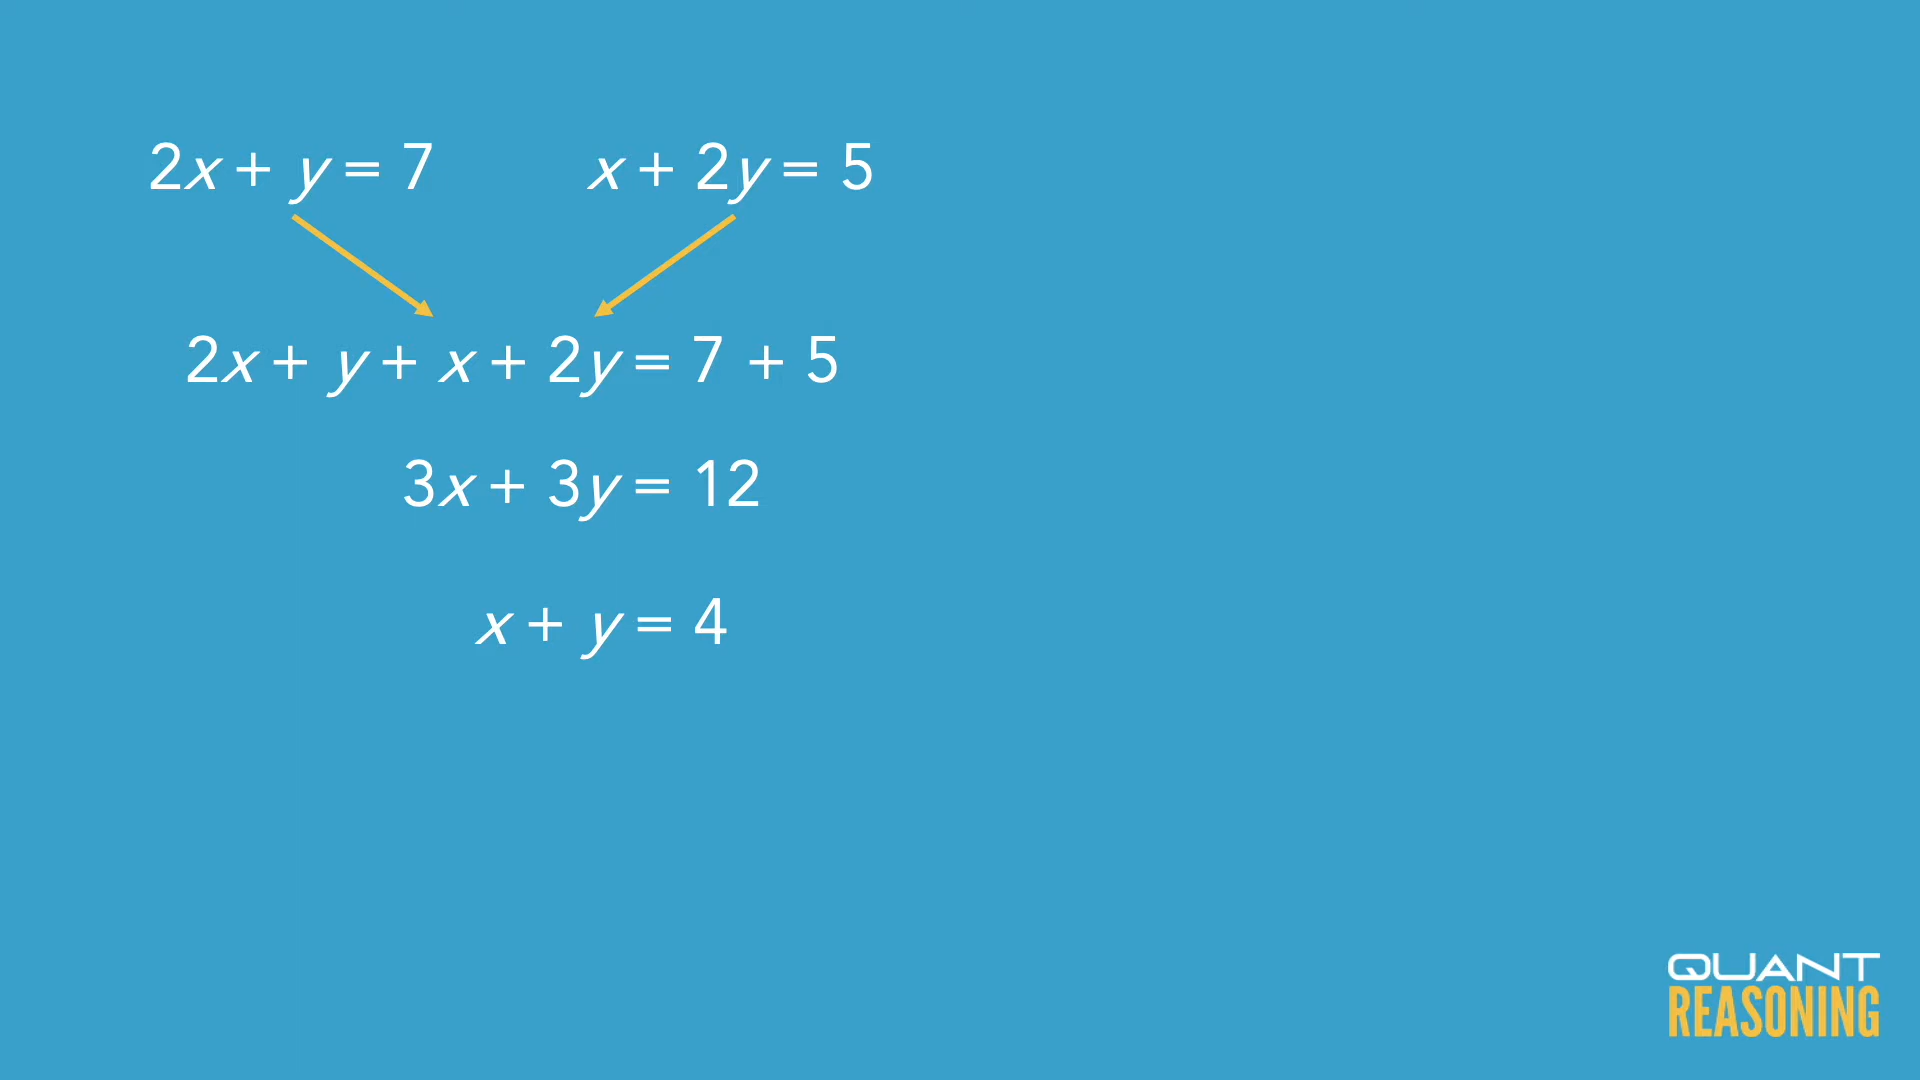 2x + y = 7 x + 2y = 5
2x + y + x + 2y = 7 + 5
3x + 3y = 12
x + y = 4
QUANT
REASONING